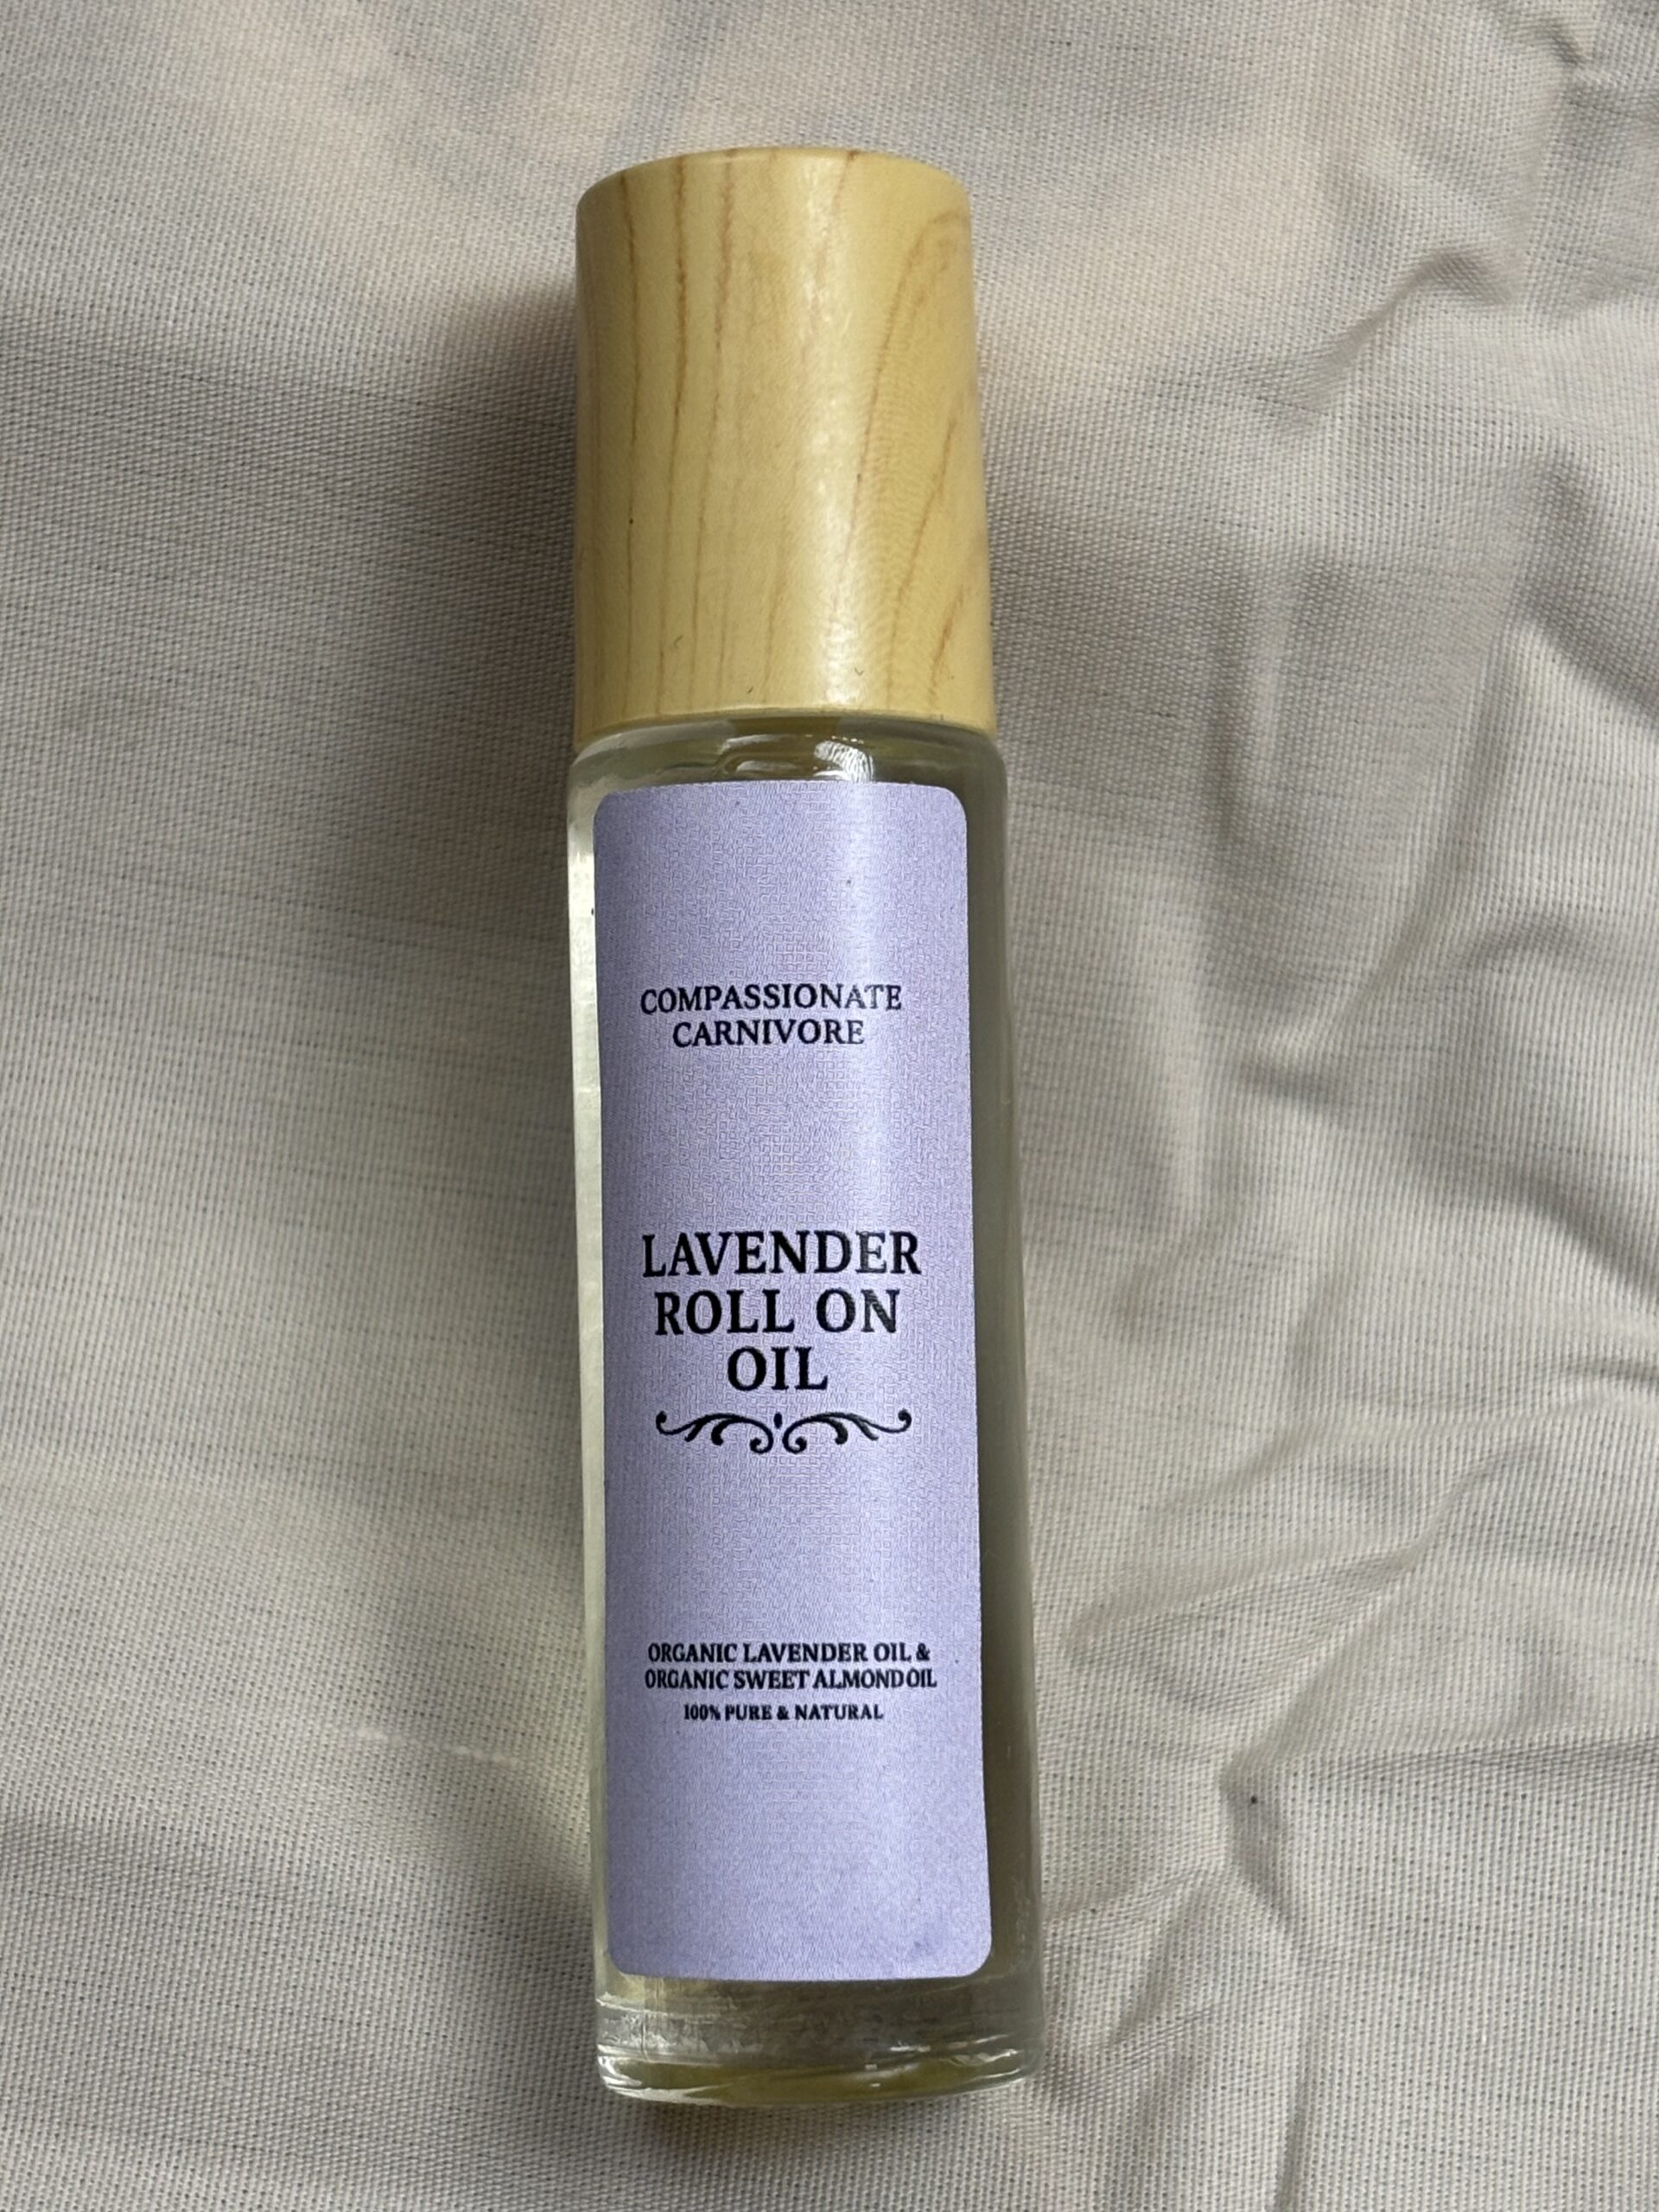 COMPASSIONATE
CARNIVORE
LAVENDER
ROLL ON
OIL
ORGANIC LAVENDER OIL &
ORGANIC SWEET ALMOND OIL
100% PURE & NATURAL